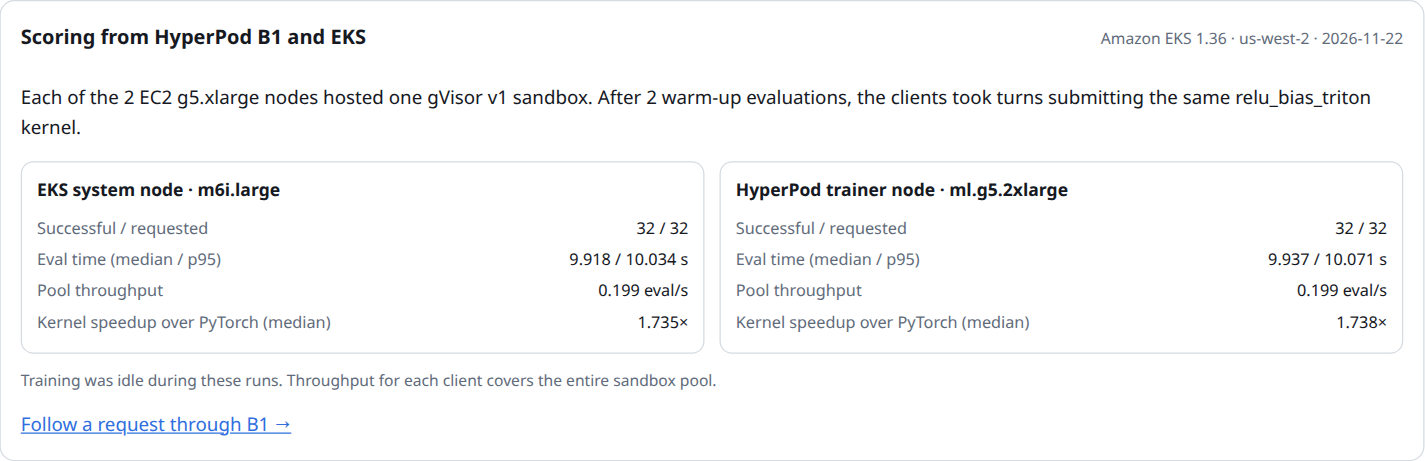 Scoring from HyperPod B1 and EKS
Amazon EKS 1.36 · us-west-2 · 2026-11-22
Each of the 2 EC2 g5.xlarge nodes hosted one gVisor v1 sandbox. After 2 warm-up evaluations, the clients took turns submitting the same relu_bias_triton
kernel.
EKS system node · m6i.large
Successful / requested 32 / 32
Eval time (median / p95) 9.918 / 10.034 s
Pool throughput 0.199 eval/s
Kernel speedup over PyTorch (median) 1.735×
HyperPod trainer node · ml.g5.2xlarge
Successful / requested 32 / 32
Eval time (median / p95) 9.937 / 10.071 s
Pool throughput 0.199 eval/s
Kernel speedup over PyTorch (median) 1.738×
Training was idle during these runs. Throughput for each client covers the entire sandbox pool.
Follow a request through B1 →